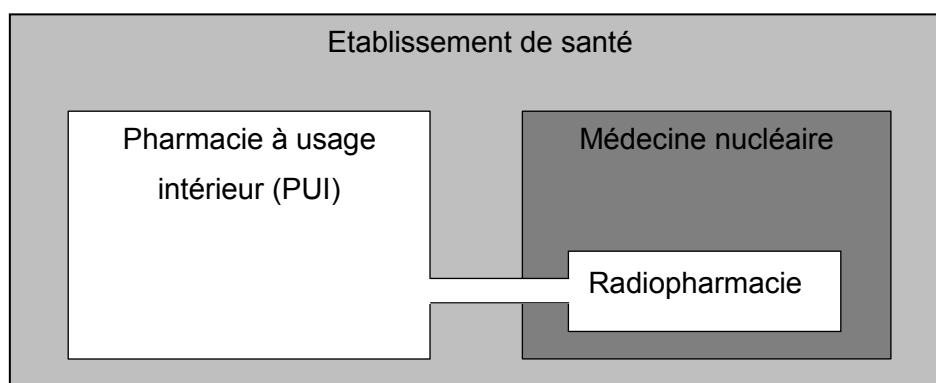 Etablissement de santé
Pharmacie à usage
intérieur (PUI)
Médecine nucléaire
Radiopharmacie